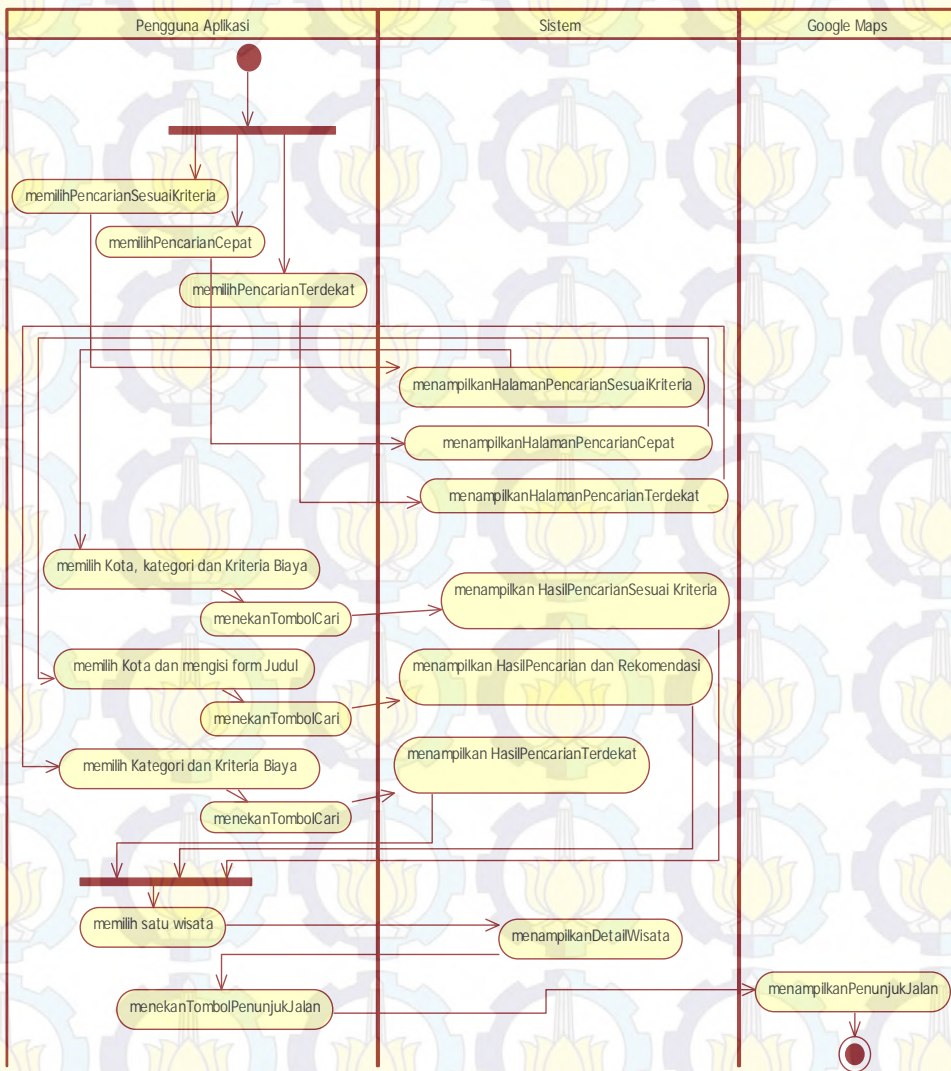 Pengguna Aplikasi
Sistem
Google Maps
memilihPencarianSesuaiKriteria
memilihPencarianCepat
memilihPencarianTerdekat
menampilkanHalamanPencarianSesuaiKriteria
menampilkanHalamanPencarianCepat
menampilkanHalamanPencarianTerdekat
memilih Kota, kategori dan Kriteria Biaya
menampilkan HasilPencarianSesuai Kriteria
menekanTombolCari
memilih Kota dan mengisi form Judul
menampilkan HasilPencarian dan Rekomendasi
menekanTombolCari
memilih Kategori dan Kriteria Biaya
menampilkan HasilPencarianTerdekat
menekanTombolCari
memilih satu wisata
menampilkanDetailWisata
menekanTombolPenunjukJalan
menampilkanPenunjukJalan